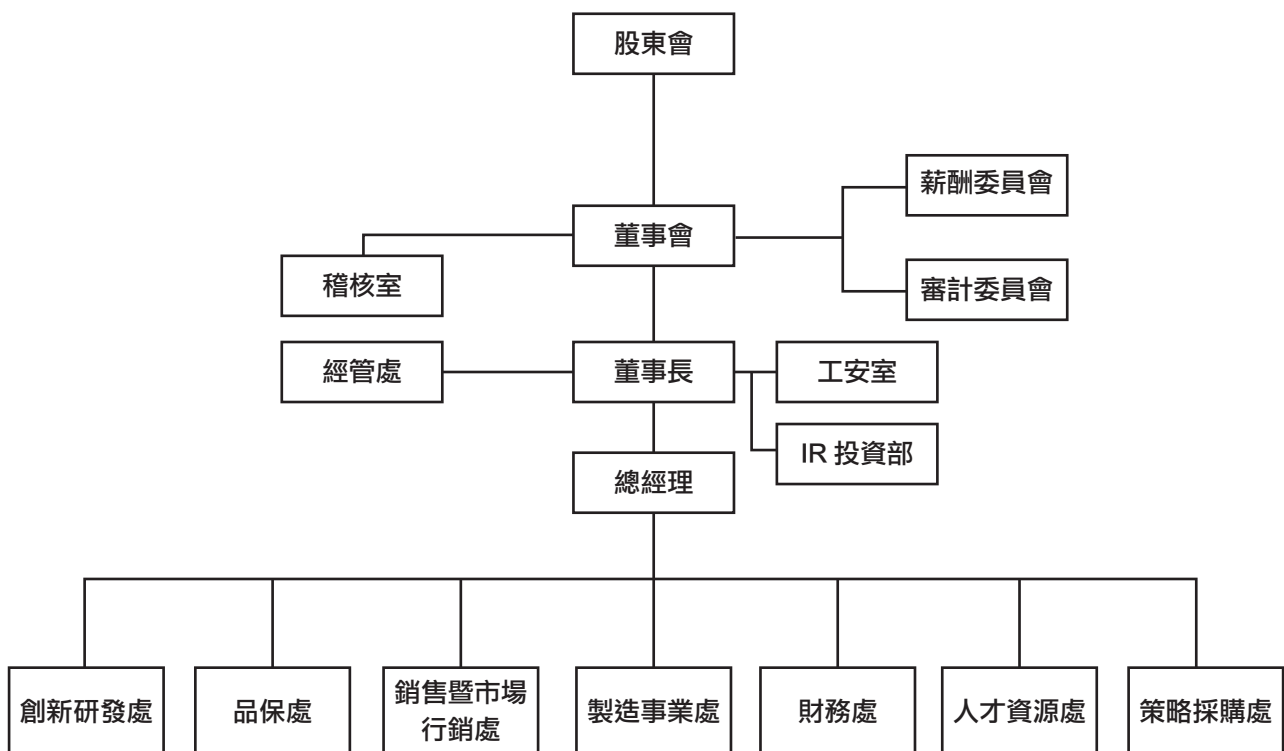 股東會
薪酬委員會
董事會
稽核室
審計委員會
經管處
董事長
工安室
IR 投資部
總經理
創新研發處
品保處
銷售暨市場
行銷處
製造事業處
財務處
人才資源處
策略採購處